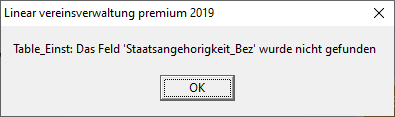 Linear vereinsverwaltung premium 2019
Table_Einst: Das Feld 'Staatsangehorigkeit_Bez' wurde nicht gefunden
OK